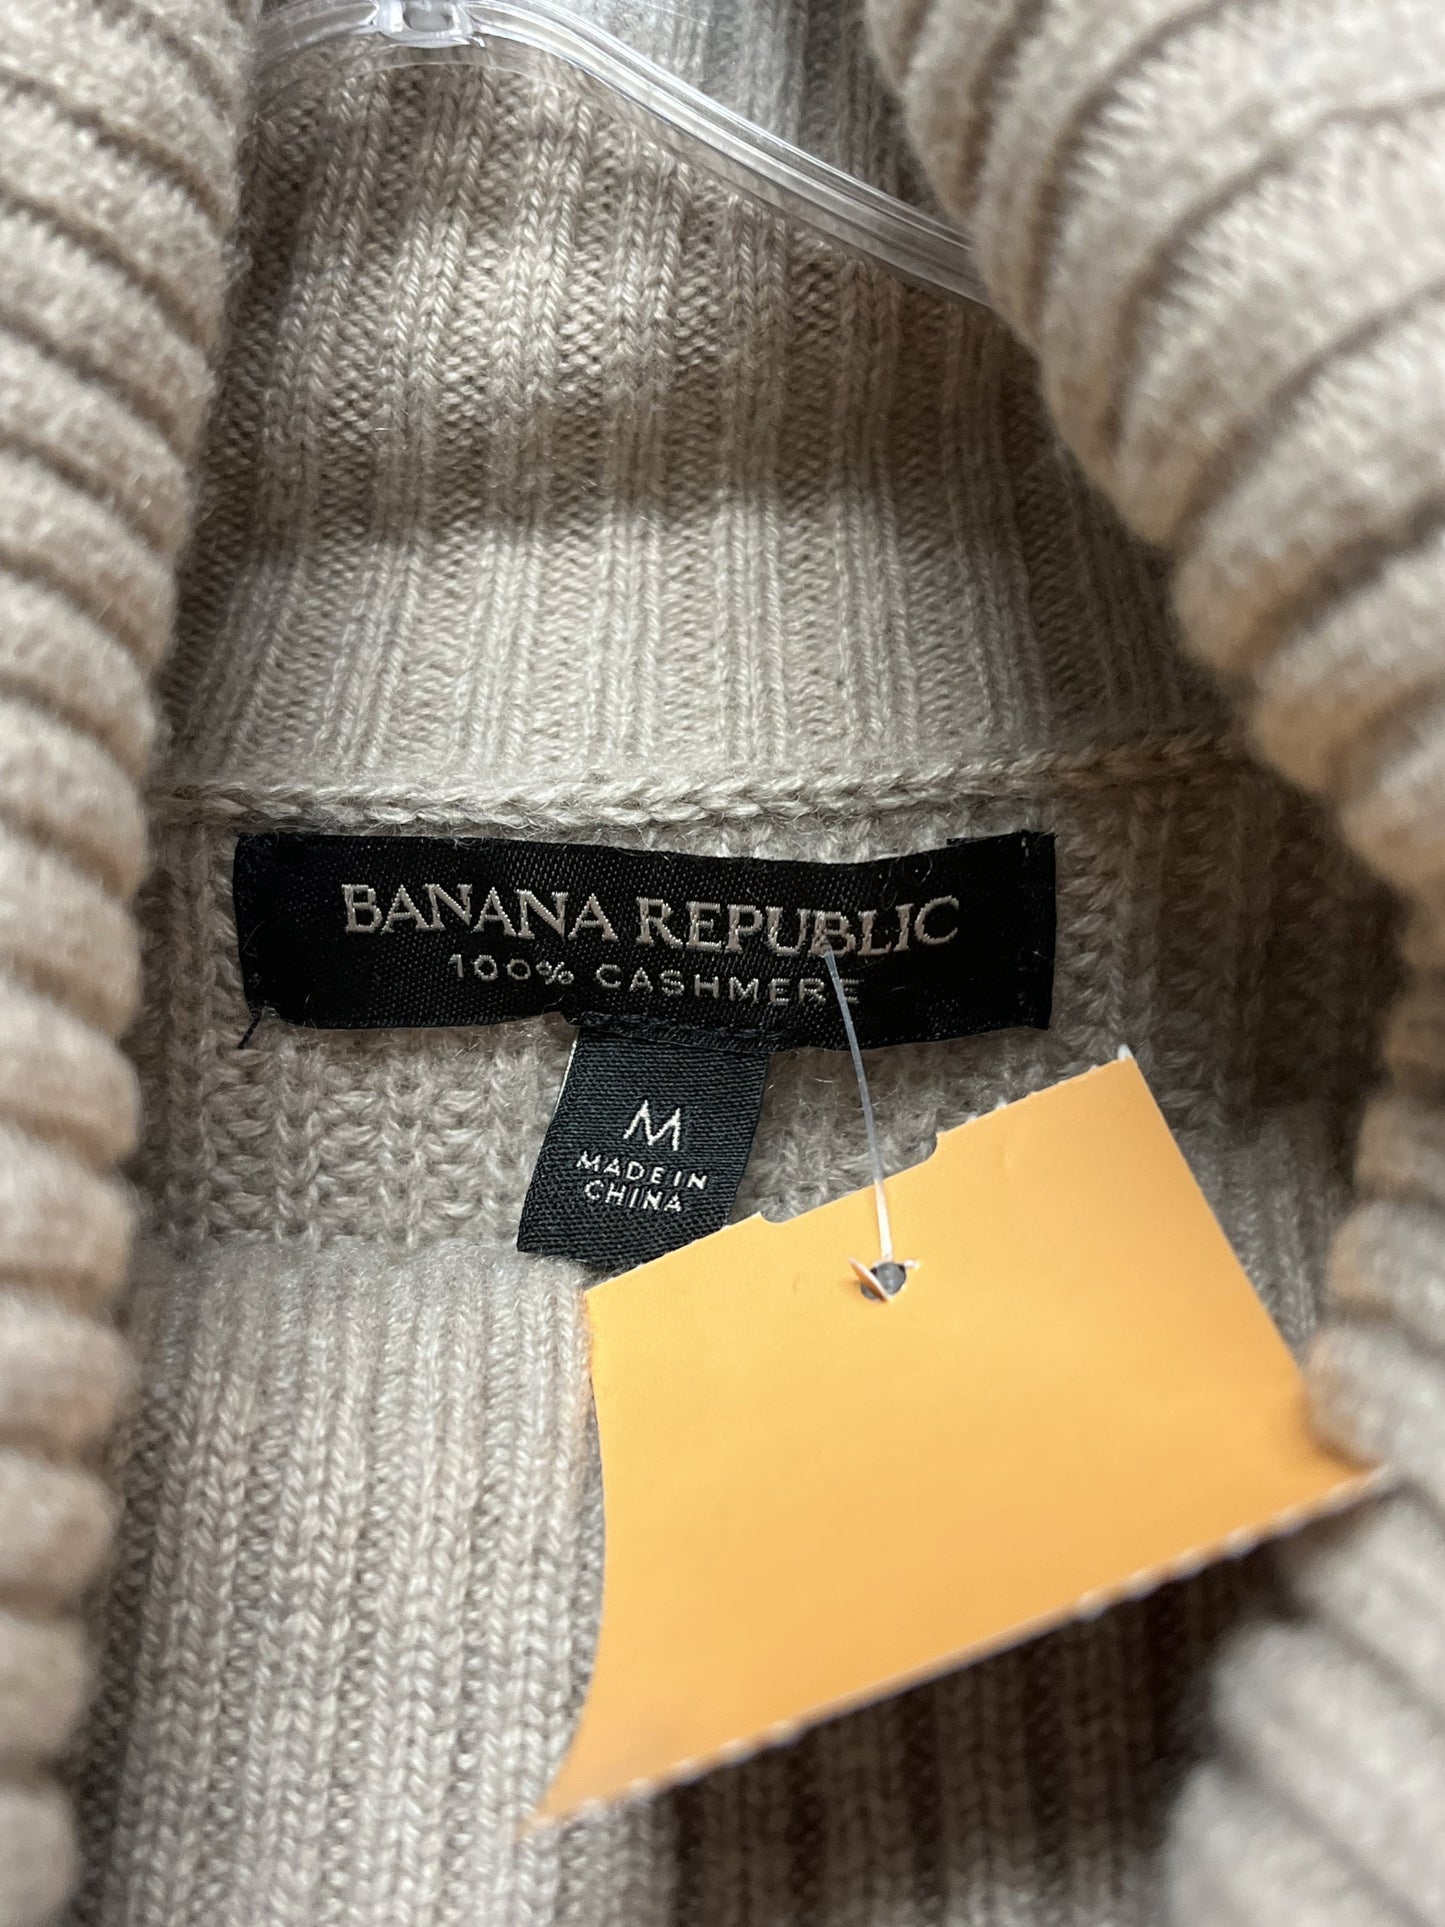 BANANA REPUBLIC
100% CASHMERE
M
MADE IN
CHINA